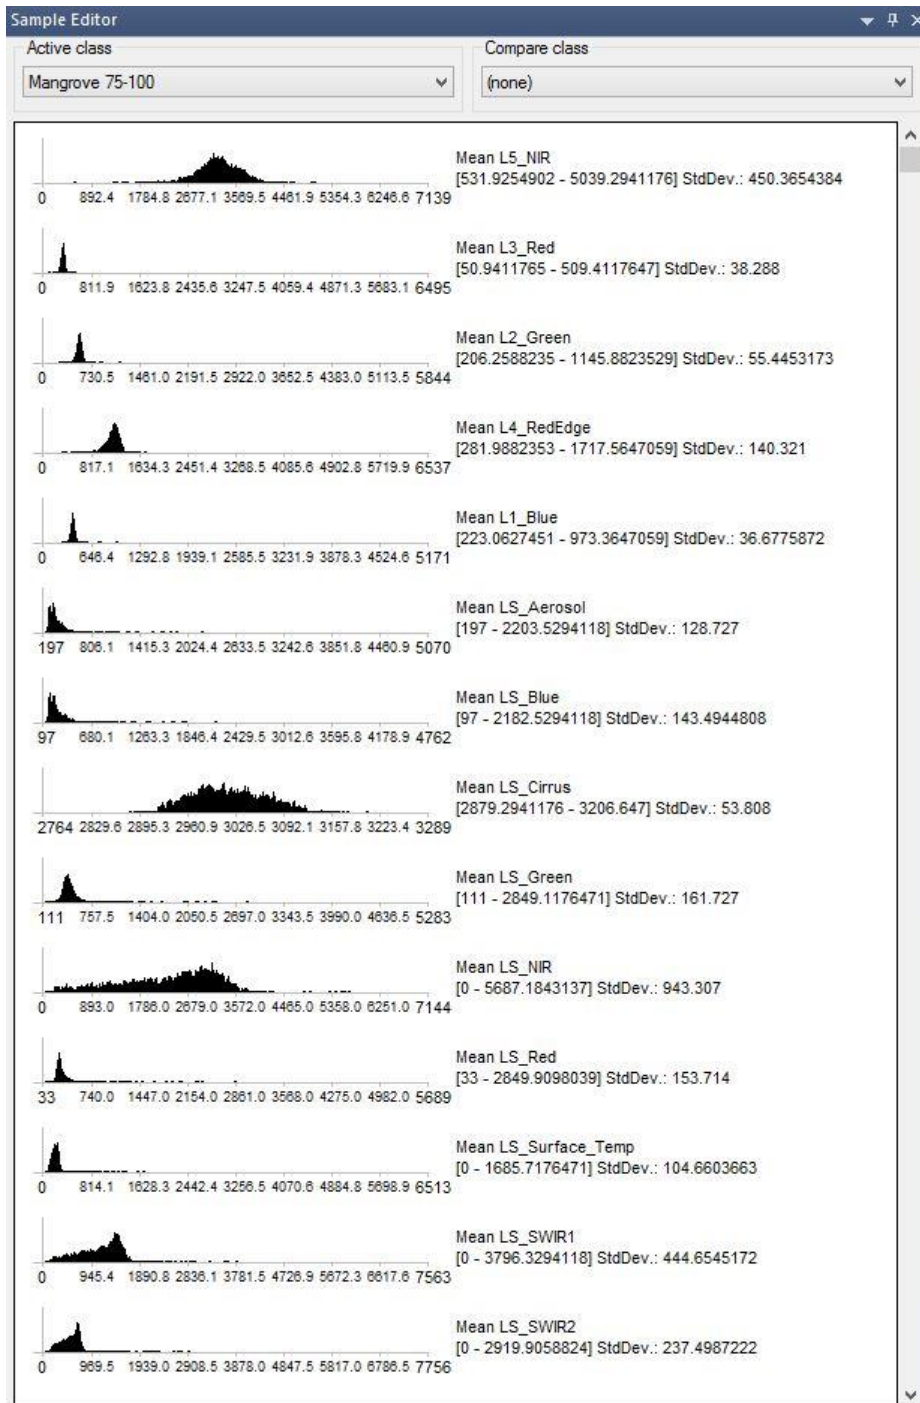 Sample Editor
Active class
Compare class
Mangrove 75-100
(none)
Mean L5_NIR
[531.9254902 - 5039.2941176] StdDev.: 450.3654384
0 892.4 1784.8 2677.1 3569.5 4461.9 5354.3 6246.6 7139
Mean L3_Red
[50.9411765 - 509.4117647] StdDev.: 38.288
0 811.9 1623.8 2435.6 3247.5 4059.4 4871.3 5683.1 6495
Mean L2_Green
[206.2588235 - 1145.8823529] StdDev.: 55.4453173
0 730.5 1461.0 2191.5 2922.0 3652.5 4383.0 5113.5 5844
Mean L4_RedEdge
[281.9882353 - 1717.5647059] StdDev.: 140.321
0 817.1 1634.3 2451.4 3268.5 4085.6 4902.8 5719.9 6537
Mean L1_Blue
[223.0627451 - 973.3647059] StdDev.: 36.6775872
0 646.4 1292.8 1939.1 2585.5 3231.9 3878.3 4524.6 5171
Mean LS_Aerosol
[197 - 2203.5294118] StdDev.: 128.727
197 806.1 1415.3 2024.4 2633.5 3242.6 3851.8 4460.9 5070
Mean LS_Blue
[97 - 2182.5294118] StdDev.: 143.4944808
97 680.1 1263.3 1846.4 2429.5 3012.6 3595.8 4178.9 4762
Mean LS_Cirrus
[2879.2941176 - 3206.647] StdDev.: 53.808
2764 2829.6 2895.3 2960.9 3026.5 3092.1 3157.8 3223.4 3289
Mean LS_Green
[111 - 2849.1176471] StdDev.: 161.727
111 757.5 1404.0 2050.5 2697.0 3343.5 3990.0 4636.5 5283
Mean LS_NIR
[0 - 5687.1843137] StdDev.: 943.307
0 893.0 1786.0 2679.0 3572.0 4465.0 5358.0 6251.0 7144
Mean LS_Red
[33 - 2849.9098039] StdDev.: 153.714
33 740.0 1447.0 2154.0 2861.0 3568.0 4275.0 4982.0 5689
Mean LS_Surface_Temp
[0 - 1685.7176471] StdDev.: 104.6603663
0 814.1 1628.3 2442.4 3256.5 4070.6 4884.8 5698.9 6513
Mean LS_SWIR1
[0 - 3796.3294118] StdDev.: 444.6545172
0 945.4 1890.8 2836.1 3781.5 4726.9 5672.3 6617.6 7563
Mean LS_SWIR2
[0 - 2919.9058824] StdDev.: 237.4987222
0 969.5 1939.0 2908.5 3878.0 4847.5 5817.0 6786.5 7756